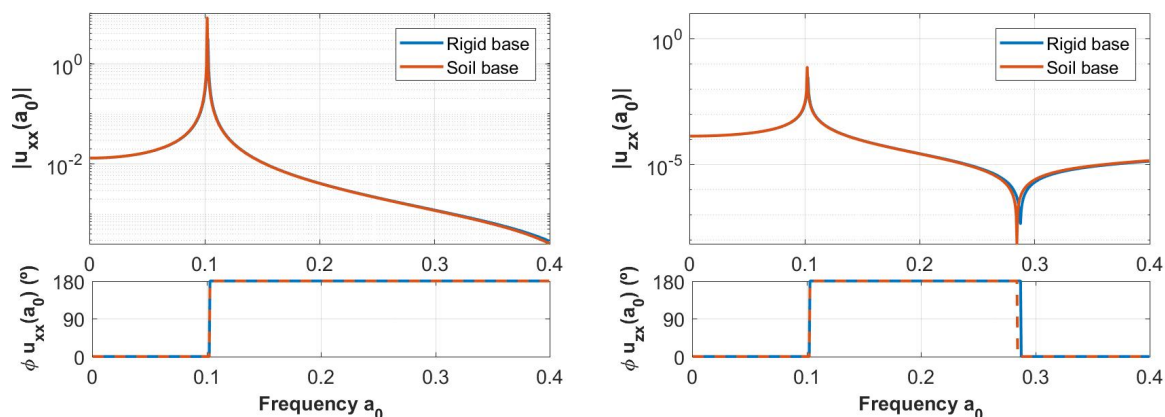 |u_xx(a_0)|
10^0
10^-2
Rigid base
Soil base
0 0.1 0.2 0.3 0.4
ϕ u_xx(a_0) (º)
180
90
0
0 0.1 0.2 0.3 0.4
Frequency a_0
|u_zx(a_0)|
10^0
10^-5
Rigid base
Soil base
0 0.1 0.2 0.3 0.4
ϕ u_zx(a_0) (º)
180
90
0
0 0.1 0.2 0.3 0.4
Frequency a_0